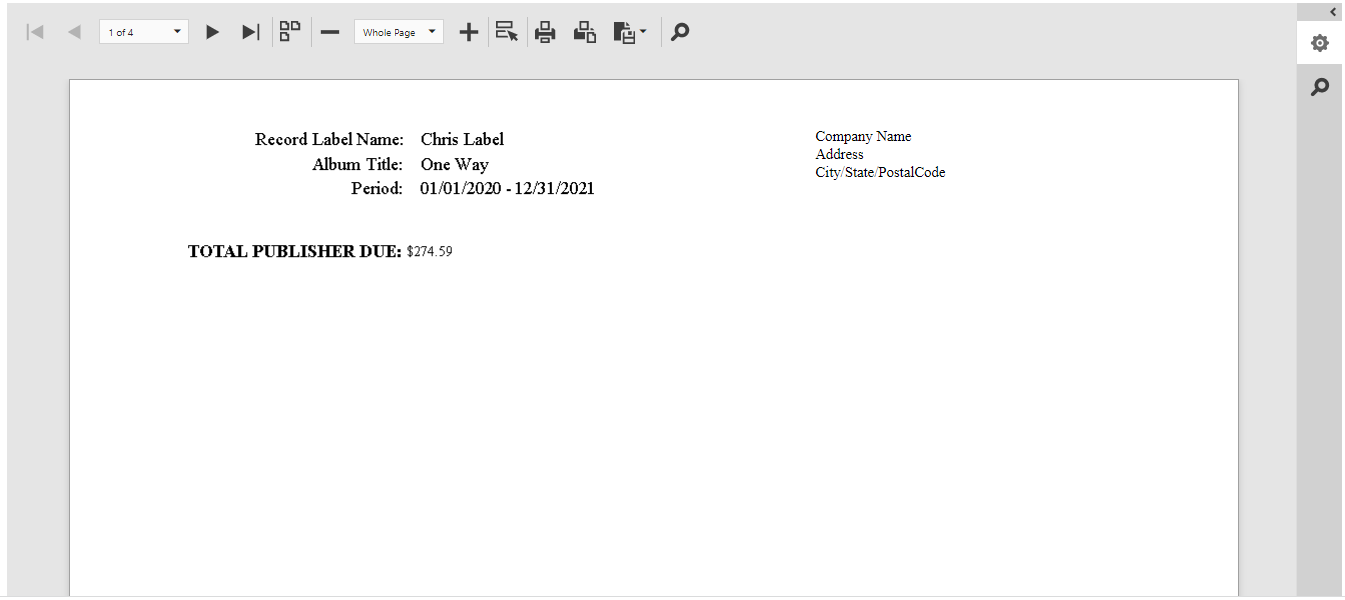 1 of 4
Whole Page
Record Label Name: Chris Label
Album Title: One Way
Period: 01/01/2020 - 12/31/2021
Company Name
Address
City/State/PostalCode
TOTAL PUBLISHER DUE: $274.59